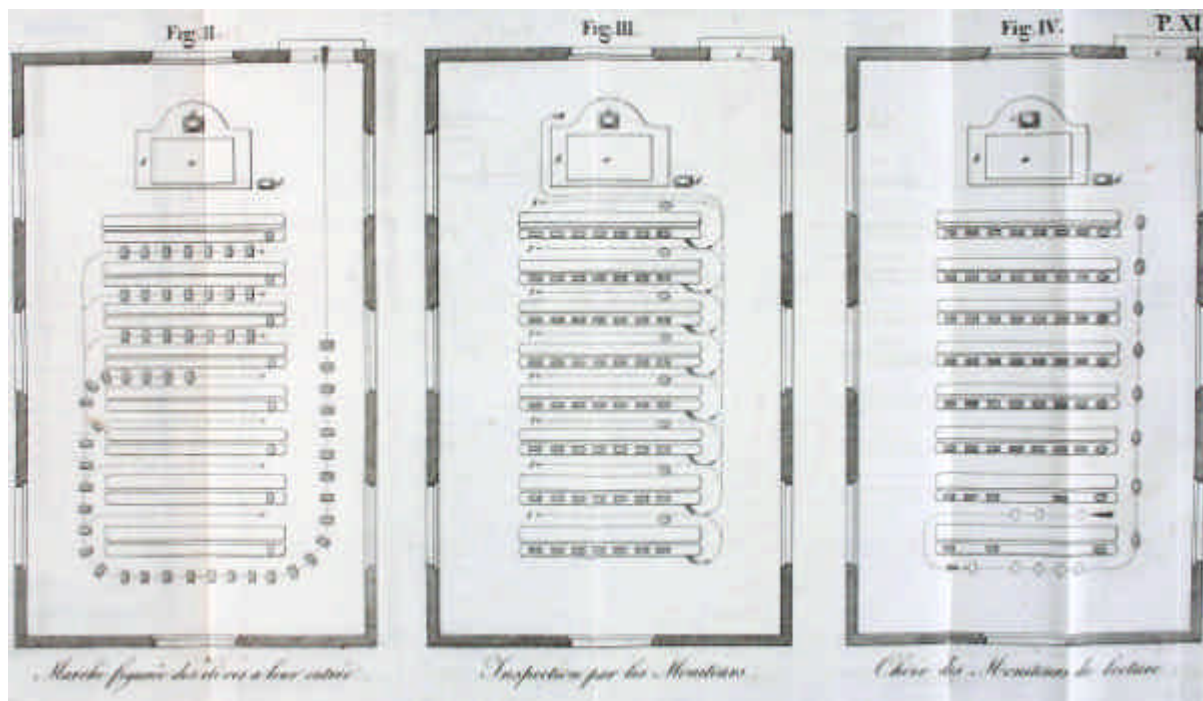 Fig. II
Fig. III.
Fig. IV.
P. XI
Marche figurée des élèves a leur entrée
Inspection par les Moniteurs
Choix des Moniteurs de lecture